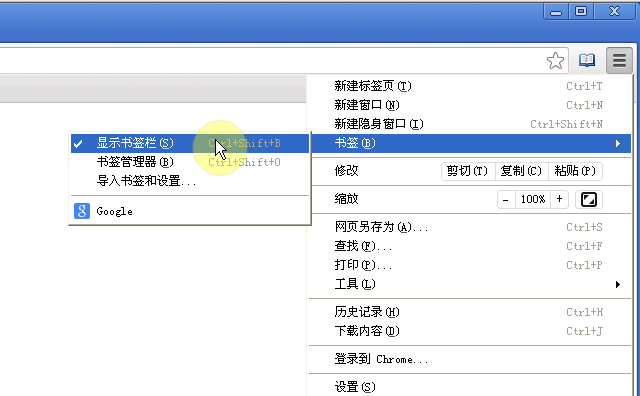 新建标签页(T) Ctrl+T
新建窗口(N) Ctrl+N
新建隐身窗口(I) Ctrl+Shift+N
书签(B)
显示书签栏(S) Ctrl+Shift+B
书签管理器(B) Ctrl+Shift+O
导入书签和设置...
Google
修改 剪切(T) 复制(C) 粘贴(P)
缩放 - 100% +
网页另存为(A)... Ctrl+S
查找(F)... Ctrl+F
打印(P)... Ctrl+P
工具(L)
历史记录(H) Ctrl+H
下载内容(D) Ctrl+J
登录到 Chrome...
设置(S)